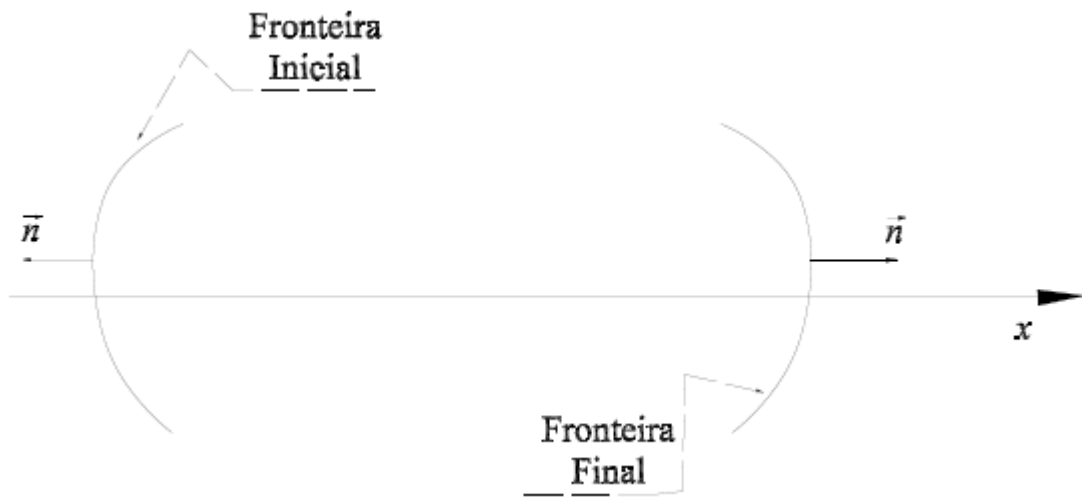 Fronteira
Inicial
n⃗
n⃗
x
Fronteira
Final